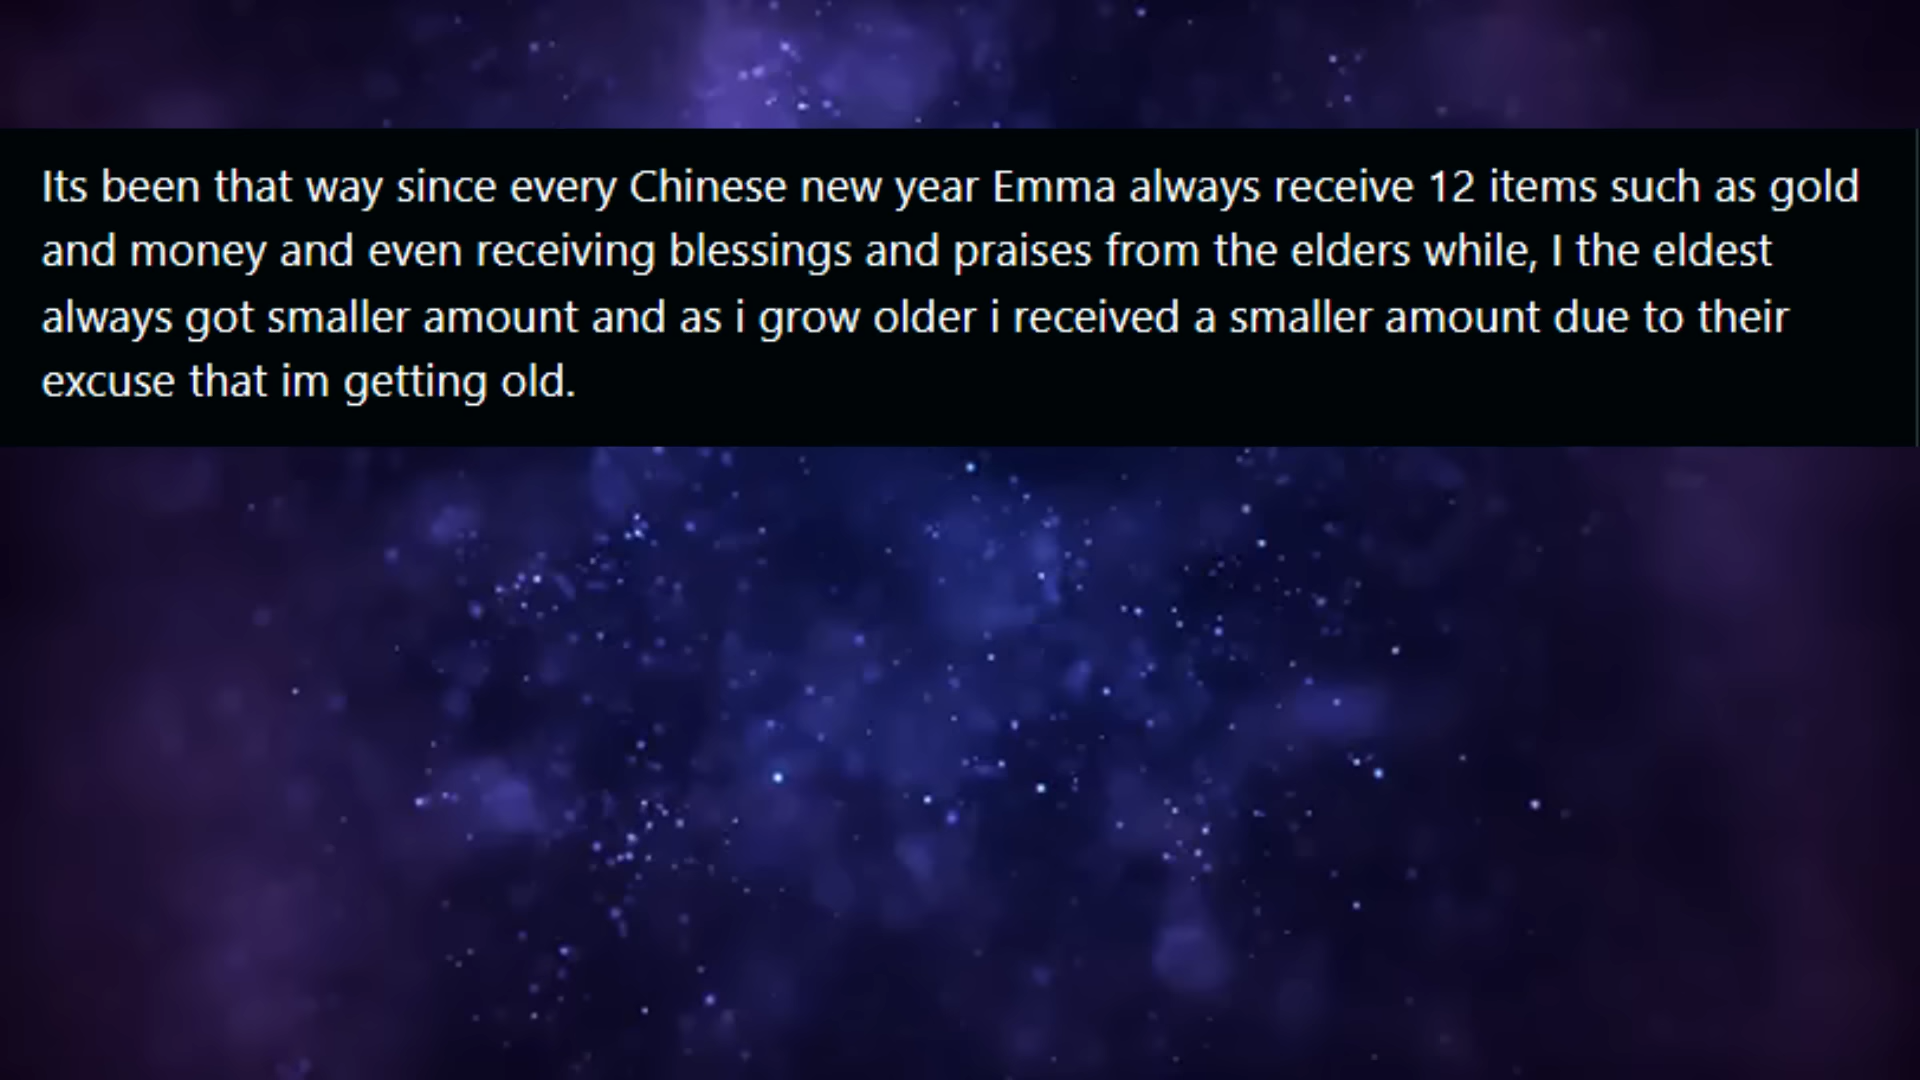 Its been that way since every Chinese new year Emma always receive 12 items such as gold
and money and even receiving blessings and praises from the elders while, I the eldest
always got smaller amount and as i grow older i received a smaller amount due to their
excuse that im getting old.